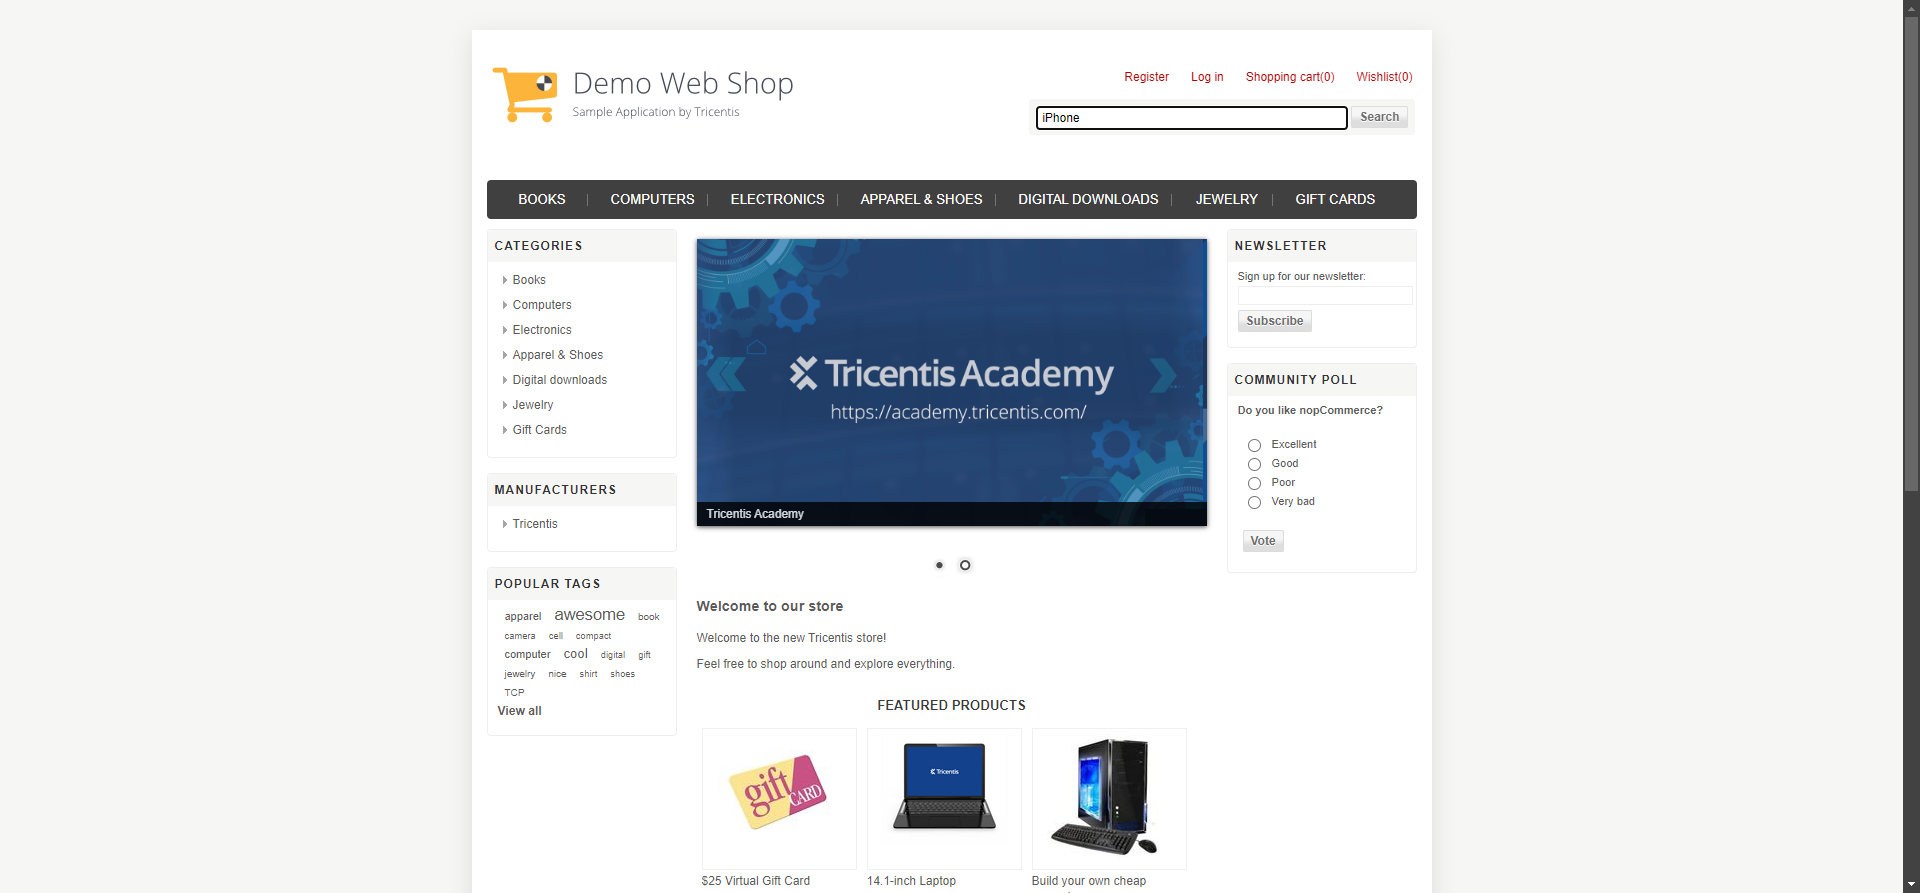 Demo Web Shop
Sample Application by Tricentis
Register Log in Shopping cart(0) Wishlist(0)
iPhone Search
BOOKS COMPUTERS ELECTRONICS APPAREL & SHOES DIGITAL DOWNLOADS JEWELRY GIFT CARDS
CATEGORIES
Books
Computers
Electronics
Apparel & Shoes
Digital downloads
Jewelry
Gift Cards
MANUFACTURERS
Tricentis
POPULAR TAGS
apparel awesome book
camera cell compact
computer cool digital gift
jewelry nice shirt shoes
TCP
View all
Tricentis Academy
https://academy.tricentis.com/
Tricentis Academy
Welcome to our store
Welcome to the new Tricentis store!
Feel free to shop around and explore everything.
FEATURED PRODUCTS
gift CARD
Tricentis
$25 Virtual Gift Card
14.1-inch Laptop
Build your own cheap
NEWSLETTER
Sign up for our newsletter:
Subscribe
COMMUNITY POLL
Do you like nopCommerce?
Excellent
Good
Poor
Very bad
Vote